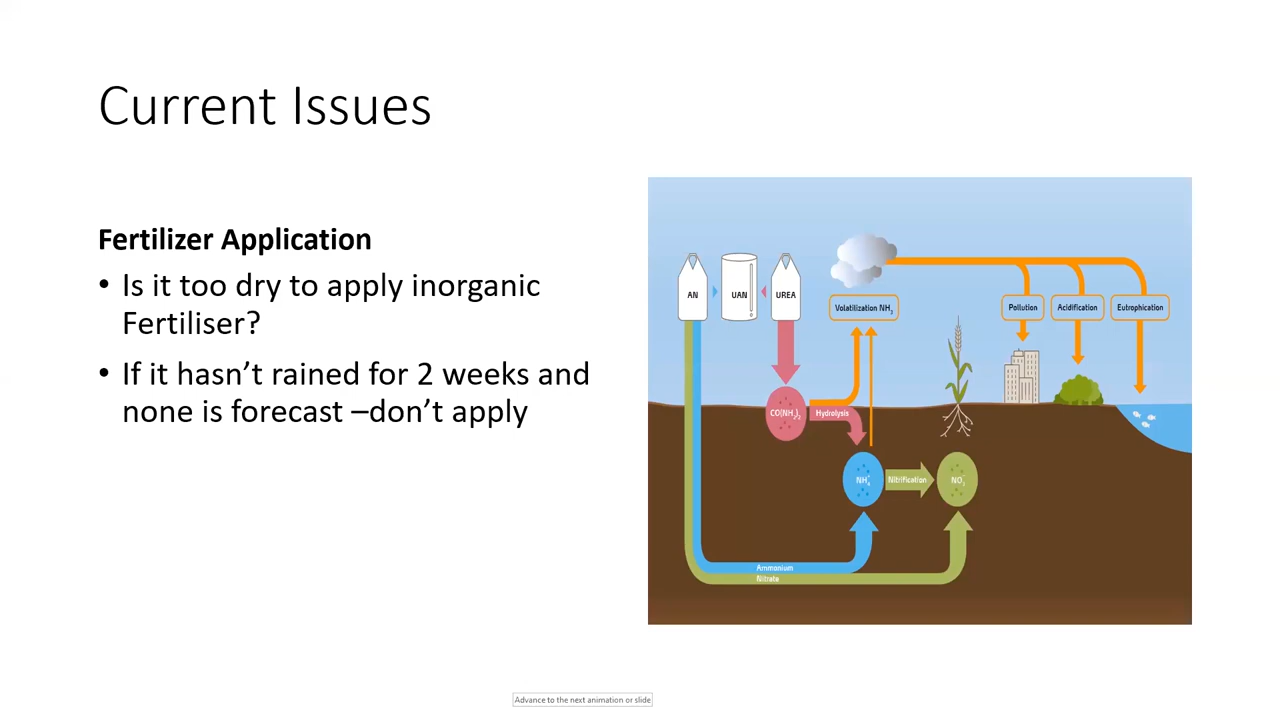 Current Issues
Fertilizer Application
• Is it too dry to apply inorganic
Fertiliser?
• If it hasn’t rained for 2 weeks and
none is forecast –don’t apply
AN
UAN
UREA
Volatilization NH3
Pollution
Acidification
Eutrophication
CO(NH2)2
Hydrolysis
NH4+
Nitrification
NO3-
Ammonium
Nitrate
Advance to the next animation or slide